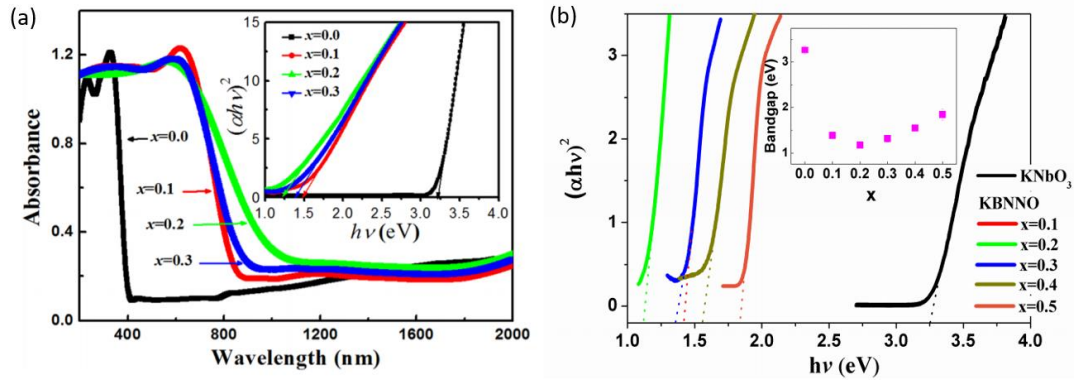 (a)
Absorbance
1.2
0.8
0.4
0.0
400 800 1200 1600 2000
Wavelength (nm)
x=0.0
x=0.1
x=0.2
x=0.3
(αhν)²
15
10
5
0
1.0 1.5 2.0 2.5 3.0 3.5 4.0
hν (eV)
x=0.0
x=0.1
x=0.2
x=0.3
(b)
(αhν)²
3
2
1
0
1.0 1.5 2.0 2.5 3.0 3.5 4.0
hν (eV)
Bandgap (eV)
3
2
1
0.0 0.1 0.2 0.3 0.4 0.5
x
KNbO₃
KBNNO
x=0.1
x=0.2
x=0.3
x=0.4
x=0.5